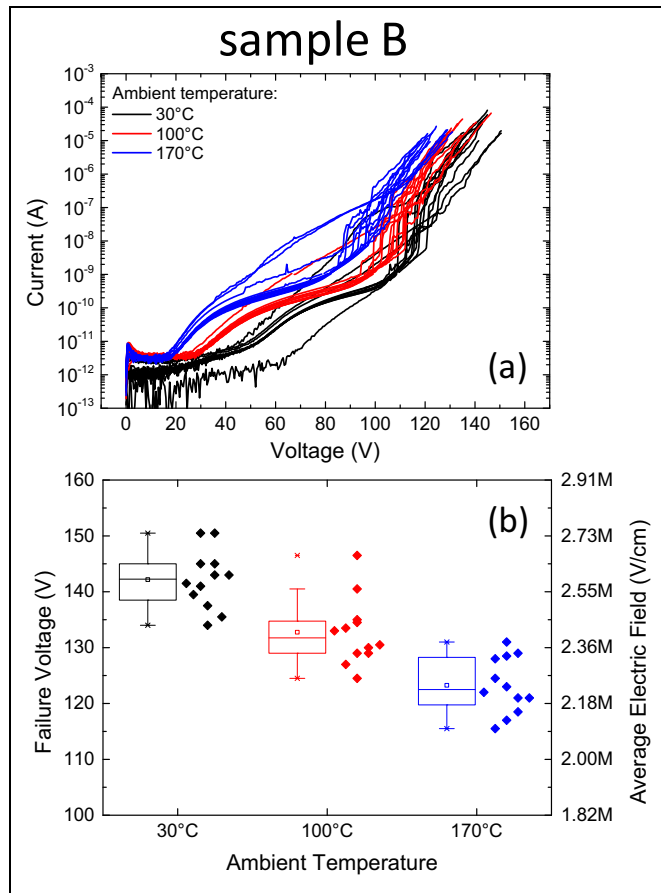 sample B
10⁻³
10⁻⁴
10⁻⁵
10⁻⁶
10⁻⁷
10⁻⁸
10⁻⁹
10⁻¹⁰
10⁻¹¹
10⁻¹²
10⁻¹³
Current (A)
Ambient temperature:
30°C
100°C
170°C
(a)
0 20 40 60 80 100 120 140 160
Voltage (V)
160
150
140
130
120
110
100
Failure Voltage (V)
(b)
2.91M
2.73M
2.55M
2.36M
2.18M
2.00M
1.82M
Average Electric Field (V/cm)
30°C 100°C 170°C
Ambient Temperature